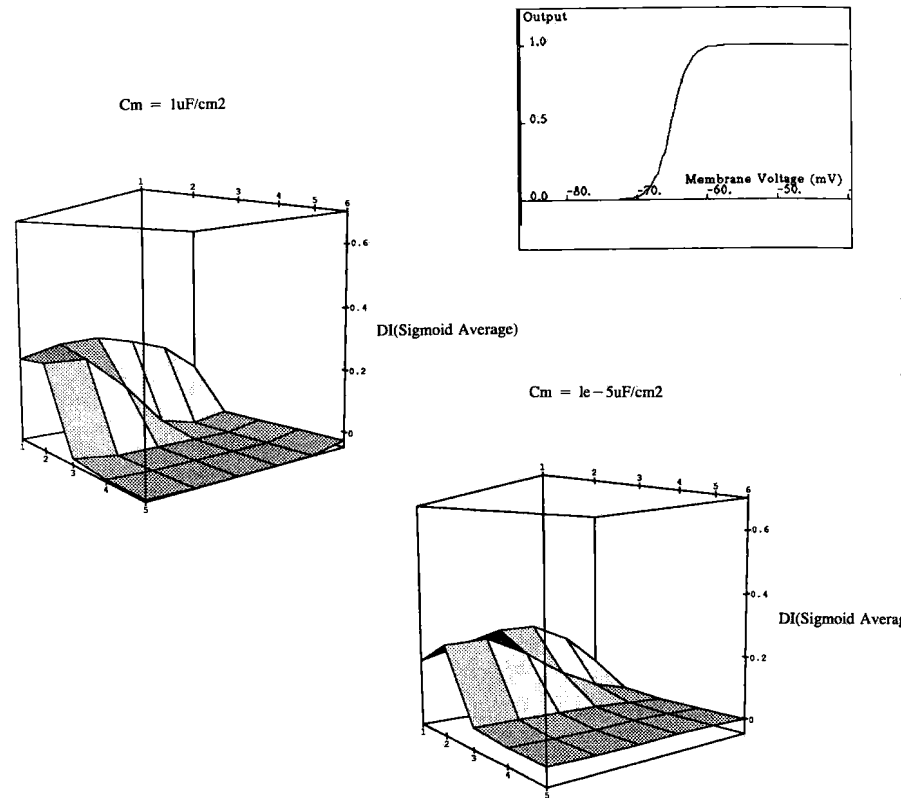 Output
1.0
0.5
0.0
-80. -70. -60. -50.
Membrane Voltage (mV)
Cm = 1uF/cm2
1 2 3 4 5 6
0.6
0.4
0.2
0
1 2 3 4 5
DI(Sigmoid Average)
Cm = 1e-5uF/cm2
1 2 3 4 5 6
0.6
0.4
0.2
0
1 2 3 4 5
DI(Sigmoid Averag